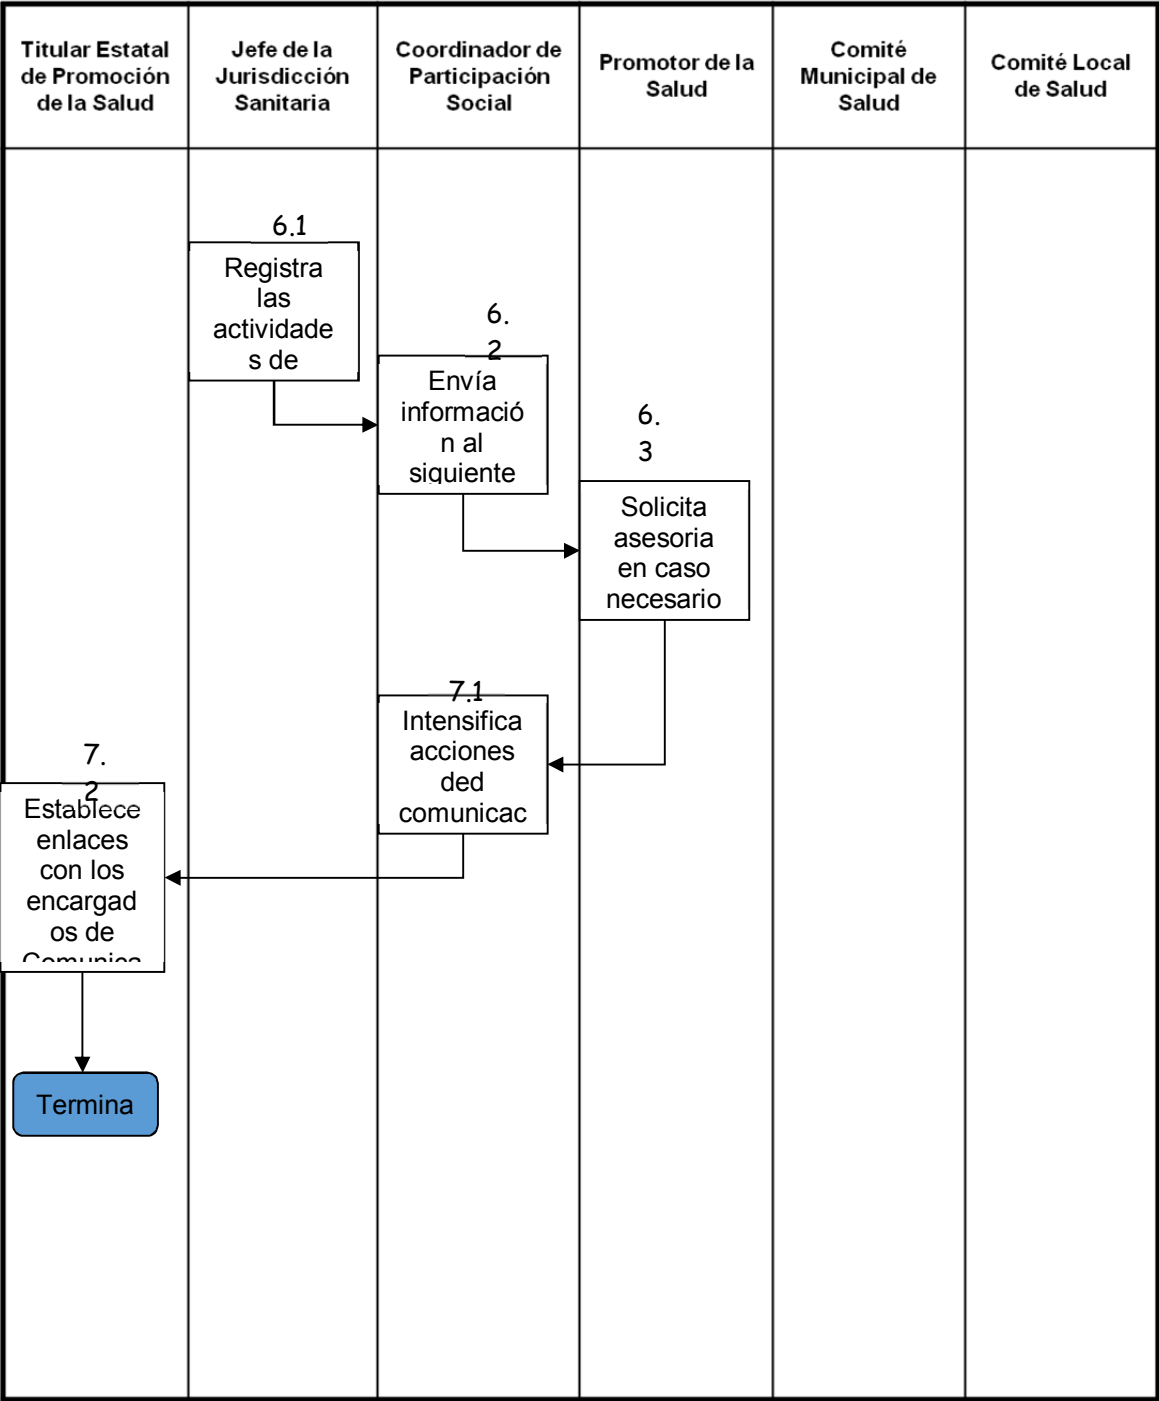 Titular Estatal
de Promoción
de la Salud
Jefe de la
Jurisdicción
Sanitaria
Coordinador de
Participación
Social
Promotor de la
Salud
Comité
Municipal de
Salud
Comité Local
de Salud
6.1
Registra
las
actividade
s de
6.
2
Envía
informació
n al
siguiente
6.
3
Solicita
asesoria
en caso
necesario
7.1
Intensifica
acciones
ded
comunicac
7.
2
Establece
enlaces
con los
encargad
os de
Comunica
Termina